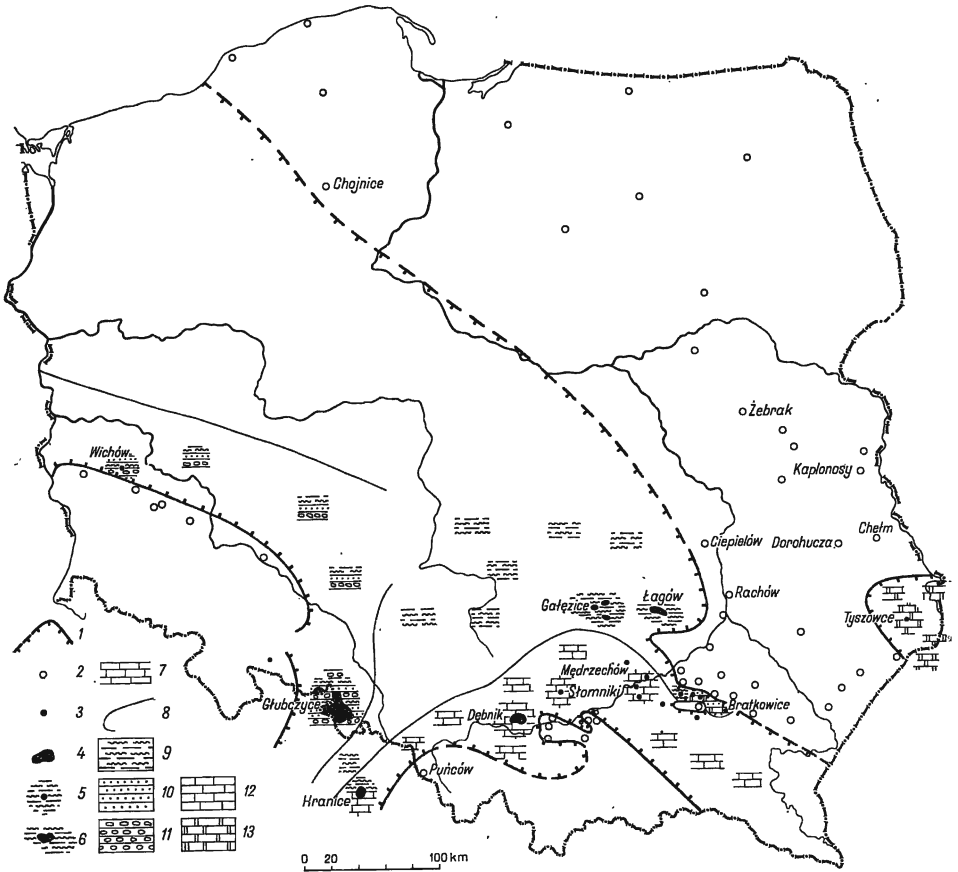 Chojnice
Żebrak
Kaplonosy
Wichów
Chełm
Ciepielów
Dorohucza
Gałęzice
Łagów
Rachów
Tyszowce
1
2
7
Mędrzechów
Słomniki
3
8
Głubczyce
Dębnik
Bratkowice
4
9
Puńców
5
10
12
Hranice
6
11
13
0 20 100 km